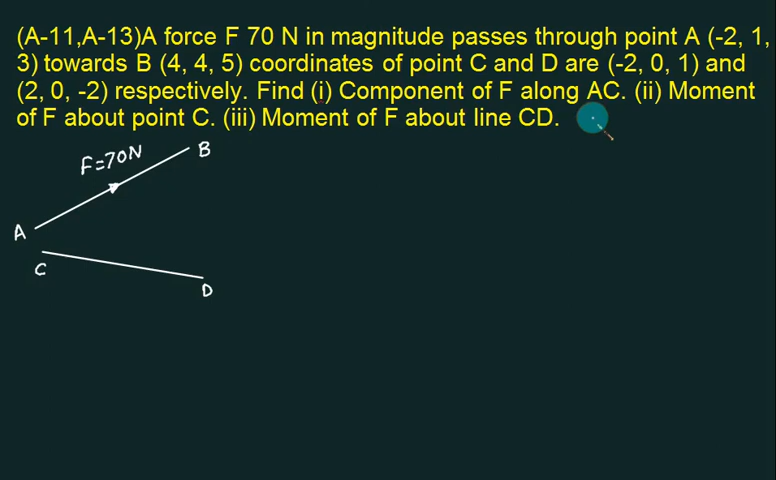 (A-11,A-13)A force F 70 N in magnitude passes through point A (-2, 1,
3) towards B (4, 4, 5) coordinates of point C and D are (-2, 0, 1) and
(2, 0, -2) respectively. Find (i) Component of F along AC. (ii) Moment
of F about point C. (iii) Moment of F about line CD.
F=70N
B
A
C
D